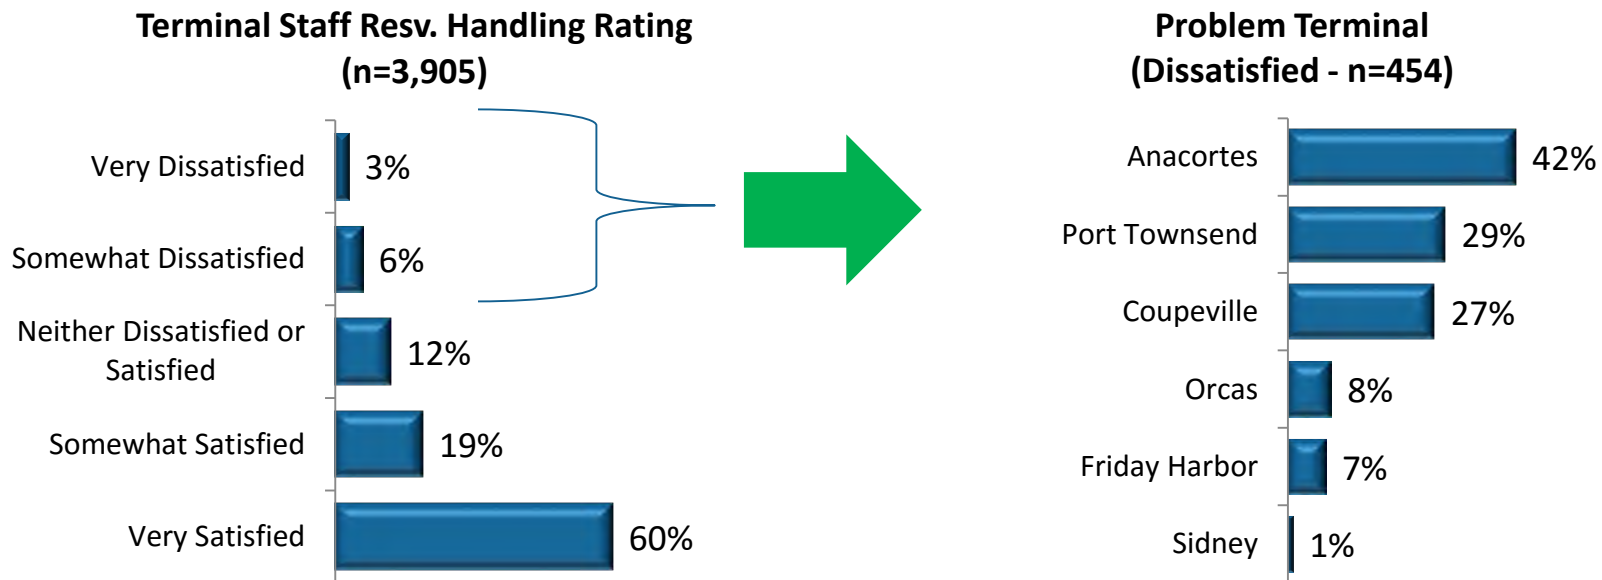 Terminal Staff Resv. Handling Rating
(n=3,905)
Very Dissatisfied 3%
Somewhat Dissatisfied 6%
Neither Dissatisfied or
Satisfied 12%
Somewhat Satisfied 19%
Very Satisfied 60%
Problem Terminal
(Dissatisfied - n=454)
Anacortes 42%
Port Townsend 29%
Coupeville 27%
Orcas 8%
Friday Harbor 7%
Sidney 1%